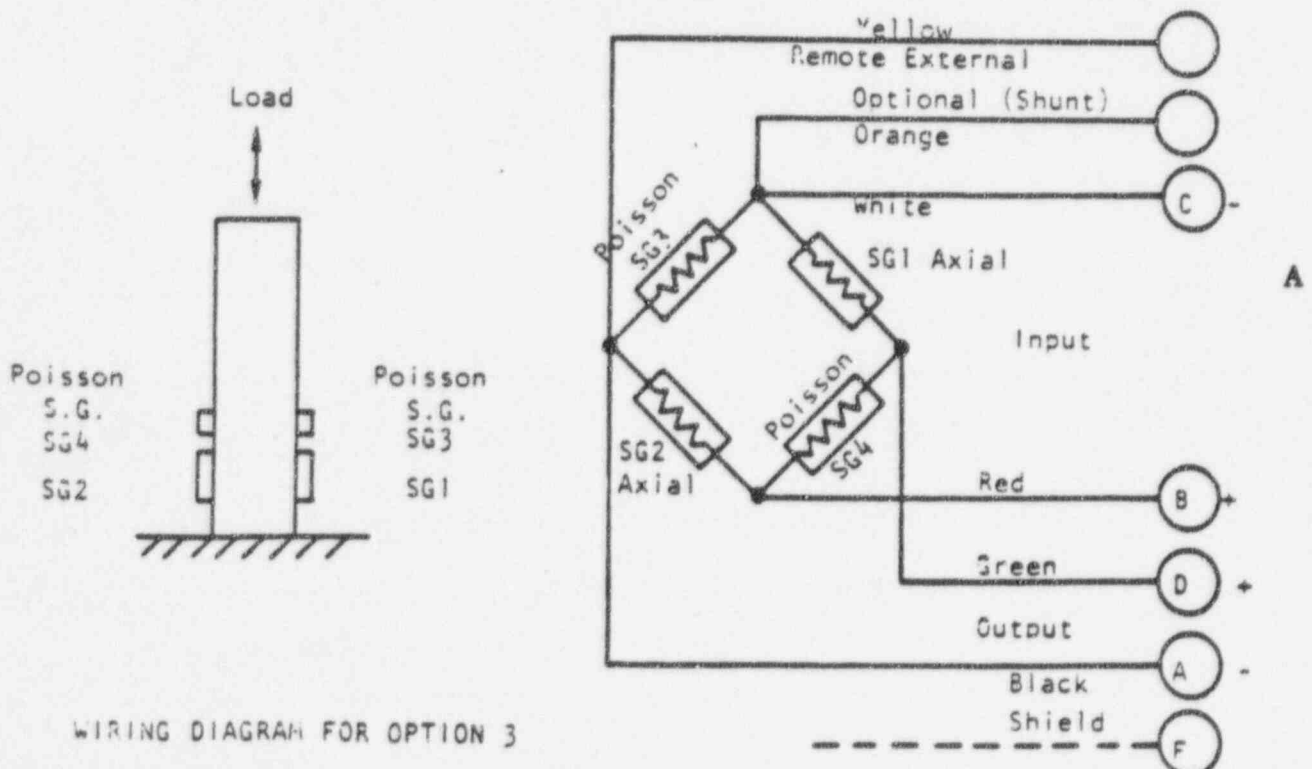 Yellow
Remote External
Load
Optional (Shunt)
Orange
White
C -
Poisson
SG3
SG1 Axial
A
Input
Poisson
S.G.
SG4
SG2
Poisson
S.G.
SG3
SG1
SG2
Axial
Poisson
SG4
Red
B +
Green
D +
Output
A -
Black
Shield
F
WIRING DIAGRAM FOR OPTION 3